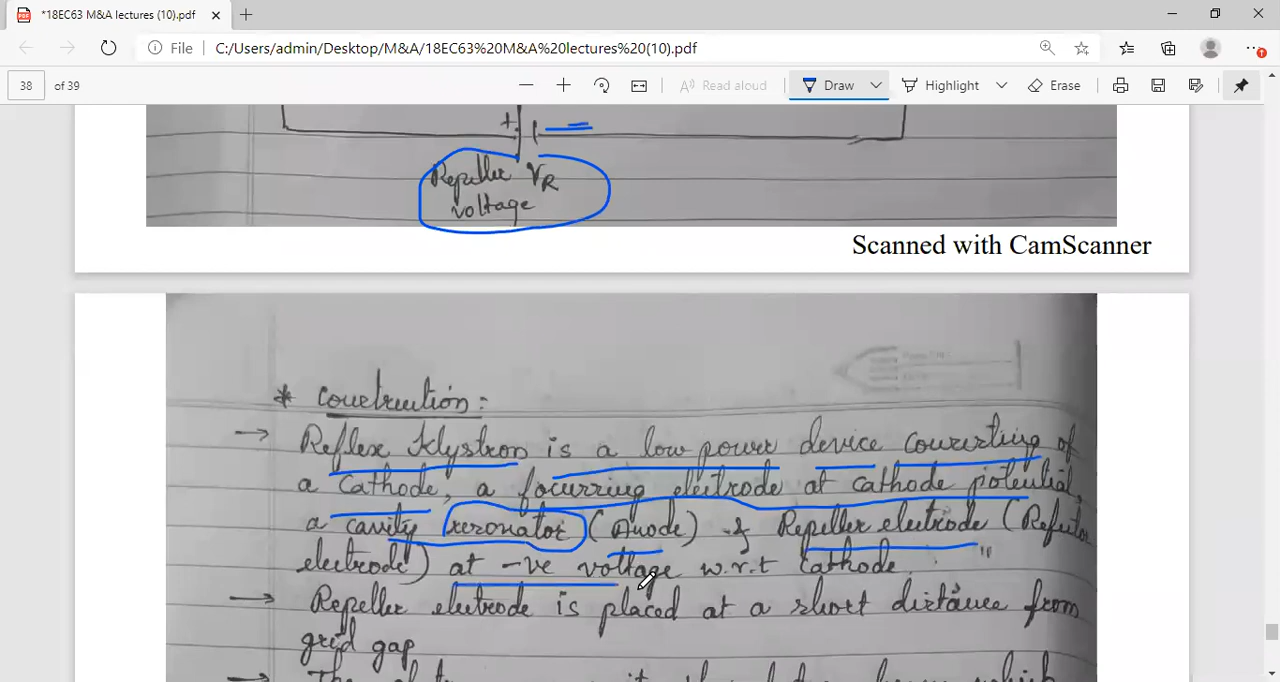 *18EC63 M&A lectures (10).pdf
File C:/Users/admin/Desktop/M&A/18EC63%20M&A%20lectures%20(10).pdf
38 of 39 Read aloud Draw Highlight Erase
+
Repeller VR
voltage
Scanned with CamScanner
* Construction:
→ Reflex Klystron is a low power device consisting of
a Cathode, a focusing electrode at cathode potential,
a cavity resonator (Anode) & Repeller electrode (
electrode) at -ve voltage w.r.t cathode."
→ Repeller electrode is placed at a short distance from
grid gap
→ The which